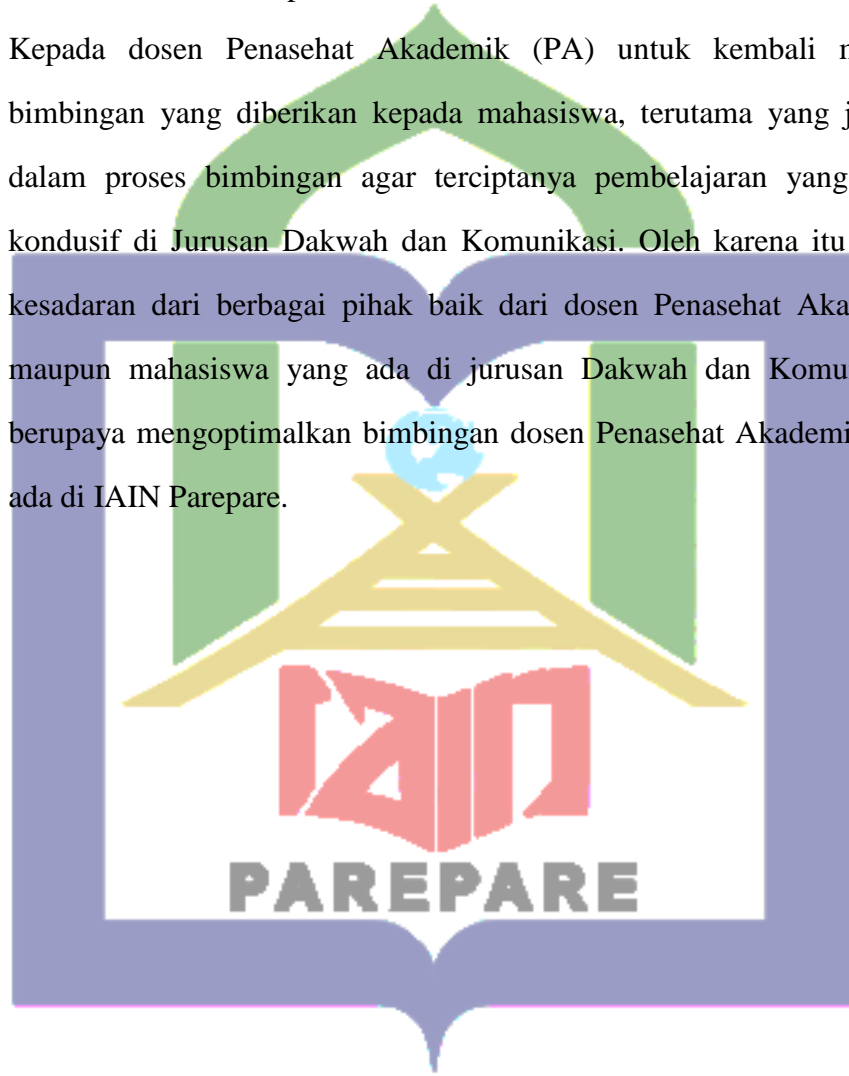 Kepada dosen Penasehat Akademik (PA) untuk kembali
bimbingan yang diberikan kepada mahasiswa, terutama yang
dalam proses bimbingan agar terciptanya pembelajaran yang
kondusif di Jurusan Dakwah dan Komunikasi. Oleh karena itu
kesadaran dari berbagai pihak baik dari dosen Penasehat
maupun mahasiswa yang ada di jurusan Dakwah dan
berupaya mengoptimalkan bimbingan dosen Penasehat
ada di IAIN Parepare.
iain
PAREPARE